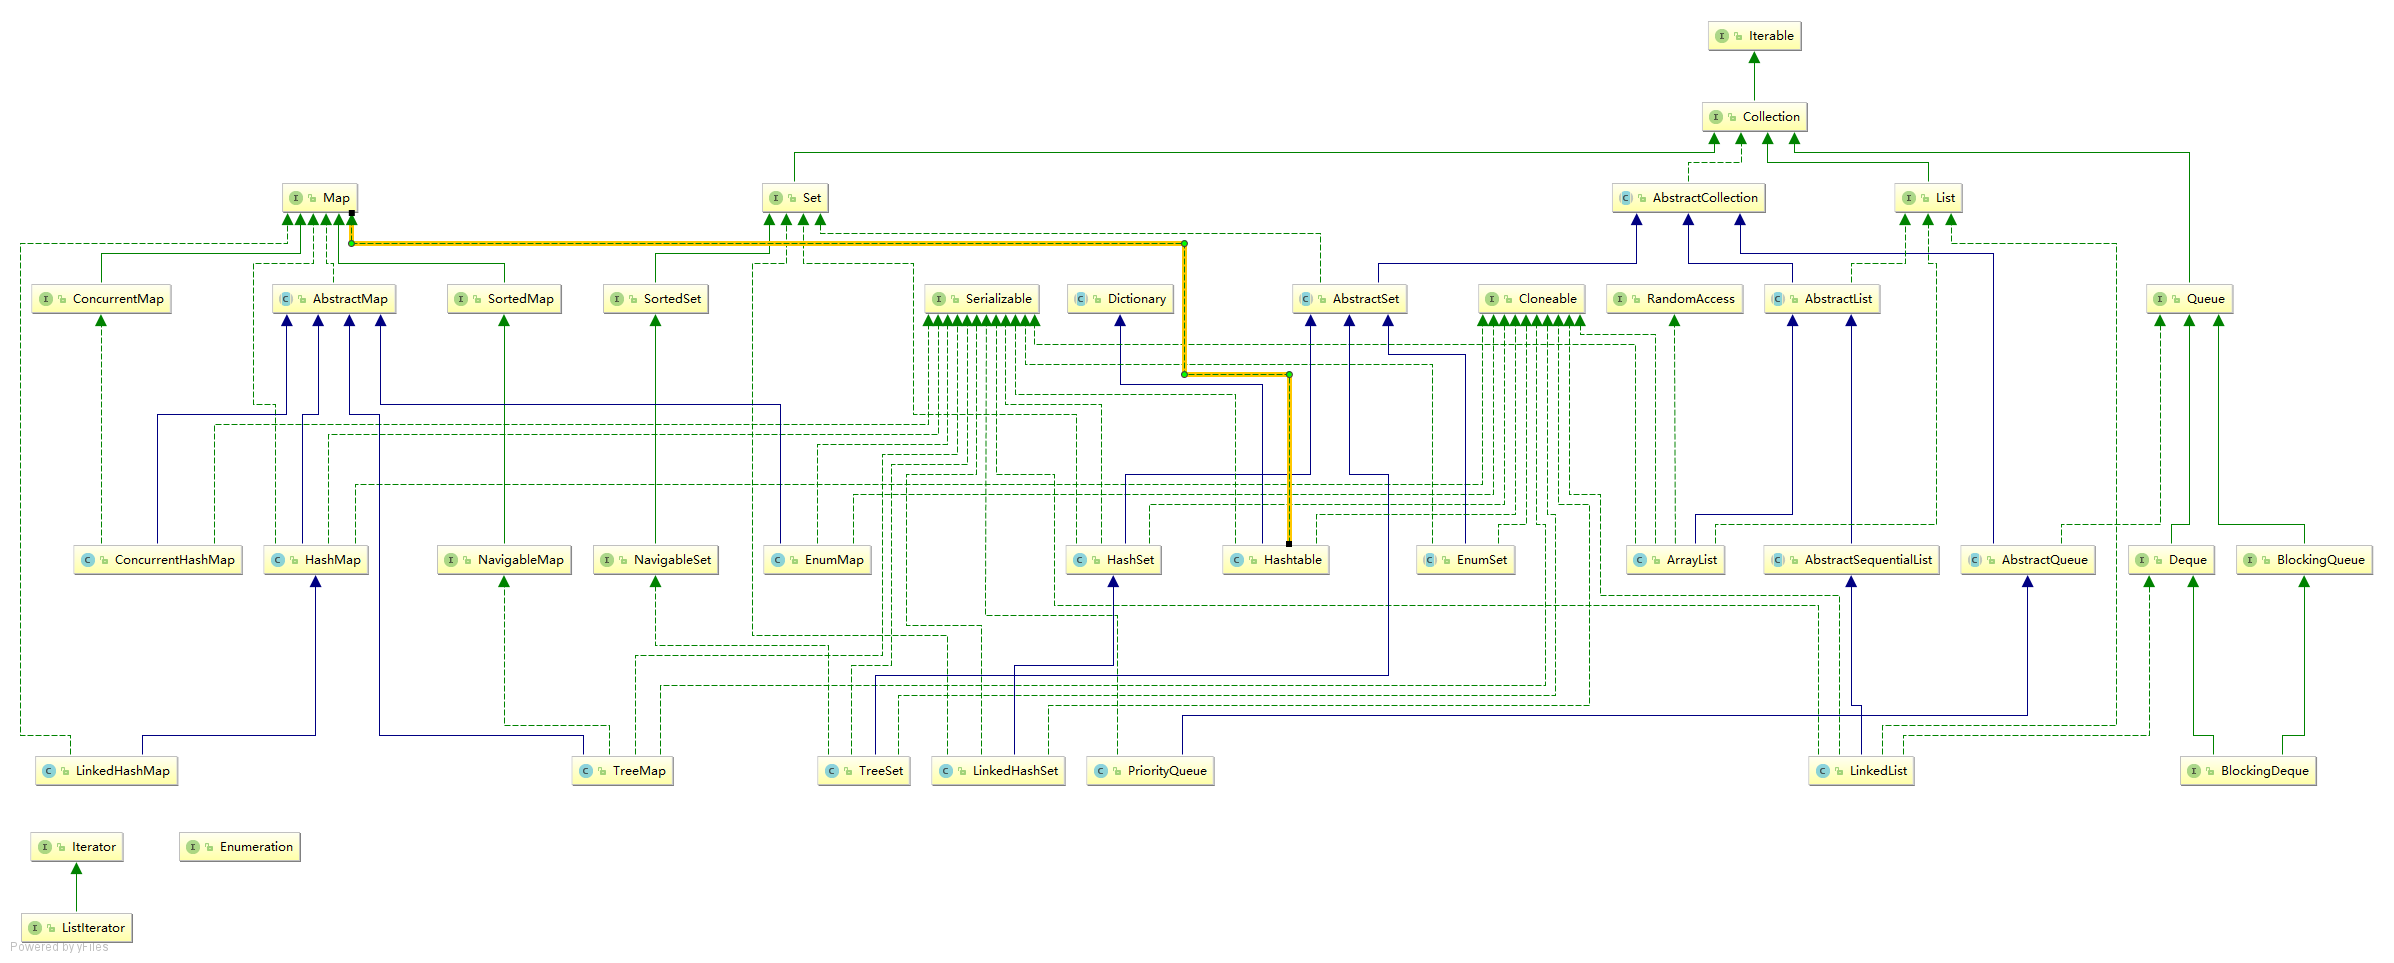 Iterable
Collection
Map
Set
AbstractCollection
List
ConcurrentMap
AbstractMap
SortedMap
SortedSet
Serializable
Dictionary
AbstractSet
Cloneable
RandomAccess
AbstractList
Queue
ConcurrentHashMap
HashMap
NavigableMap
NavigableSet
EnumMap
HashSet
Hashtable
EnumSet
ArrayList
AbstractSequentialList
AbstractQueue
Deque
BlockingQueue
LinkedHashMap
TreeMap
TreeSet
LinkedHashSet
PriorityQueue
LinkedList
BlockingDeque
Iterator
Enumeration
ListIterator
Powered by yFiles